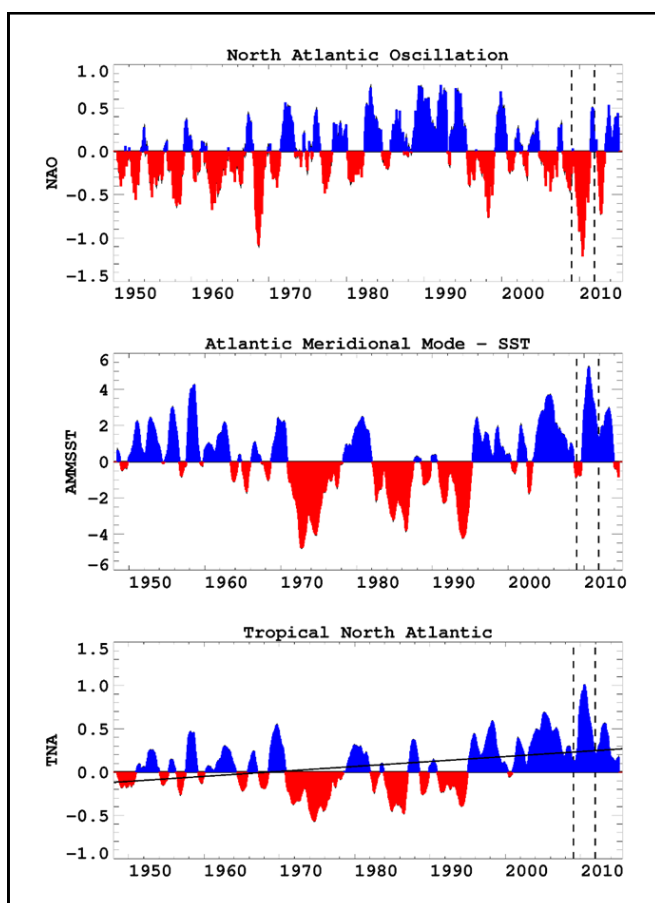 North Atlantic Oscillation
1.0
0.5
0.0
-0.5
-1.0
-1.5
NAO
1950 1960 1970 1980 1990 2000 2010
Atlantic Meridional Mode – SST
6
4
2
0
-2
-4
-6
AMMSST
1950 1960 1970 1980 1990 2000 2010
Tropical North Atlantic
1.5
1.0
0.5
0.0
-0.5
-1.0
TNA
1950 1960 1970 1980 1990 2000 2010